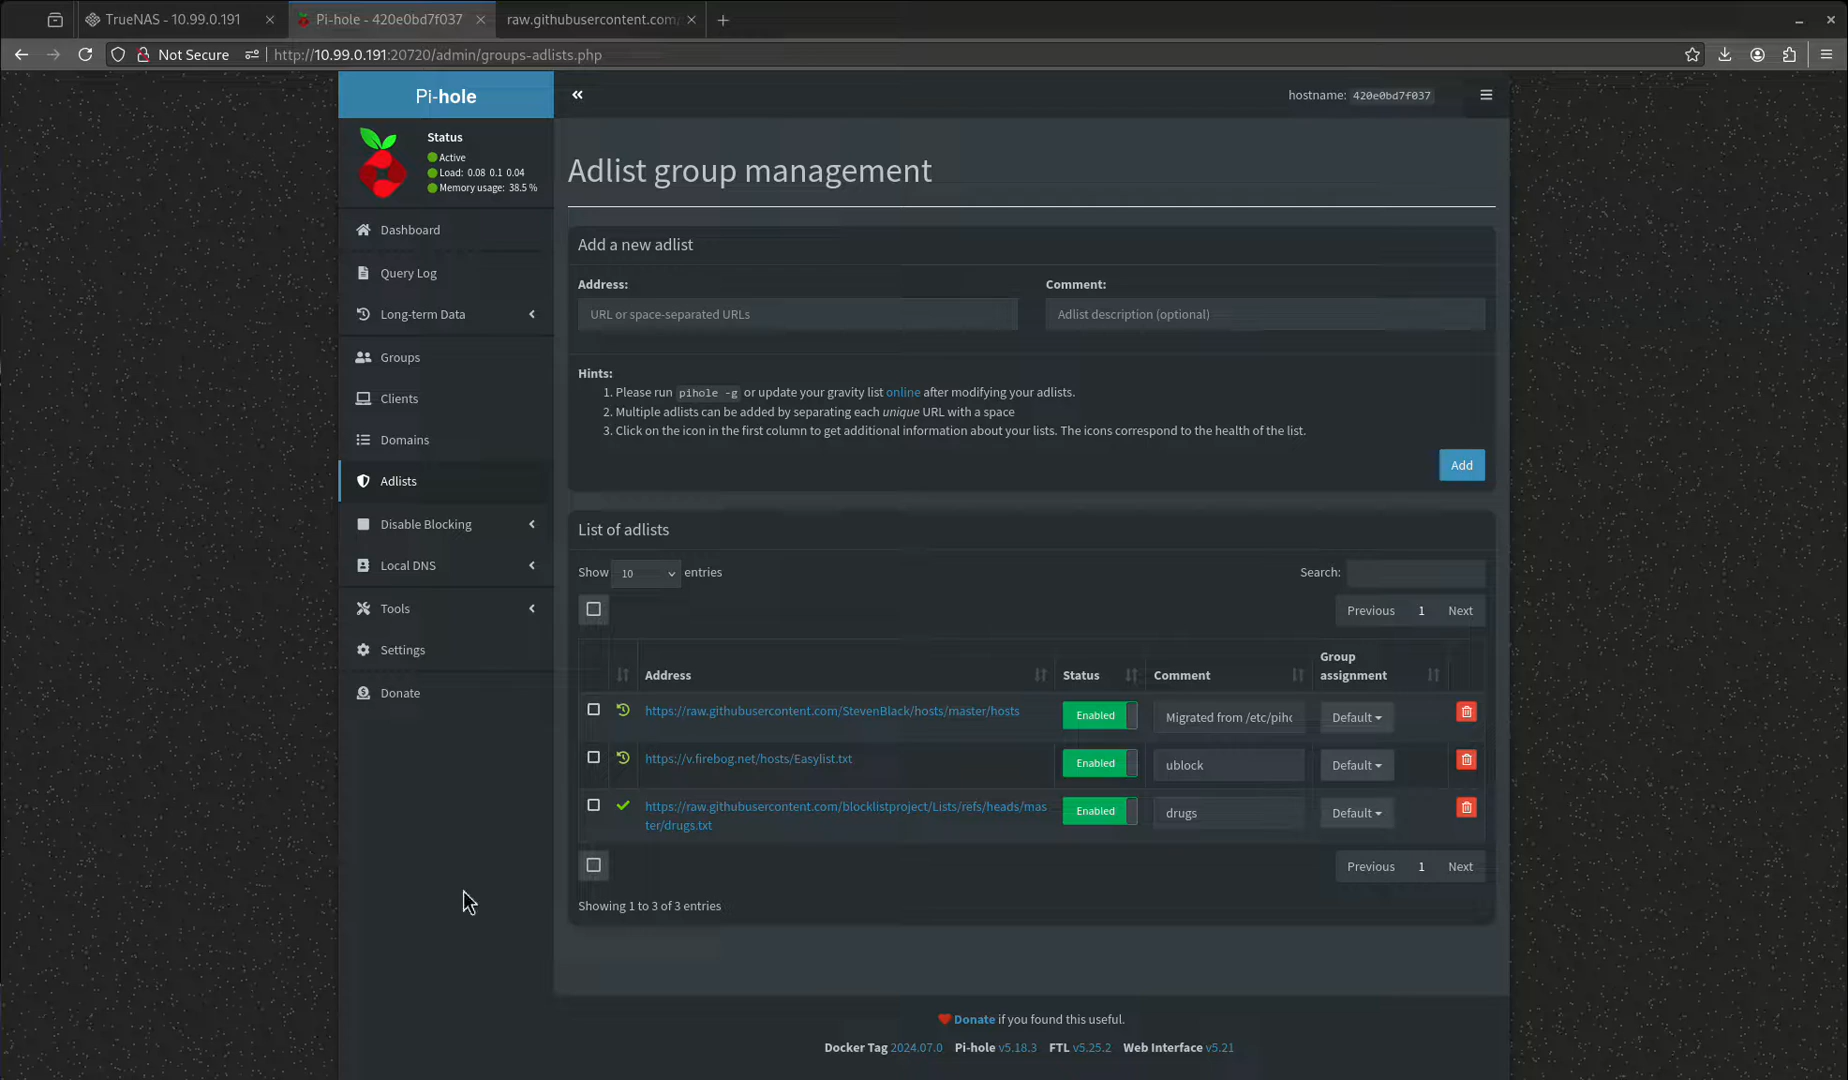 TrueNAS - 10.99.0.191
Pi-hole - 420e0bd7f037
raw.githubusercontent.com/
Not Secure
http://10.99.0.191:20720/admin/groups-adlists.php
Pi-hole
hostname: 420e0bd7f037
Status
Active
Load: 0.08 0.1 0.04
Memory usage: 38.5 %
Dashboard
Query Log
Long-term Data
Groups
Clients
Domains
Adlists
Disable Blocking
Local DNS
Tools
Settings
Donate
Adlist group management
Add a new adlist
Address:
Comment:
URL or space-separated URLs
Adlist description (optional)
Hints:
1. Please run pihole -g or update your gravity list online after modifying your adlists.
2. Multiple adlists can be added by separating each unique URL with a space
3. Click on the icon in the first column to get additional information about your lists. The icons correspond to the health of the list.
Add
List of adlists
Show 10 entries
Search:
Previous 1 Next
Address
Status
Comment
Group
assignment
https://raw.githubusercontent.com/StevenBlack/hosts/master/hosts
Enabled
Migrated from /etc/piho
Default
https://v.firebog.net/hosts/Easylist.txt
Enabled
ublock
Default
https://raw.githubusercontent.com/blocklistproject/Lists/refs/heads/mas
ter/drugs.txt
Enabled
drugs
Default
Previous 1 Next
Showing 1 to 3 of 3 entries
Donate if you found this useful.
Docker Tag 2024.07.0 Pi-hole v5.18.3 FTL v5.25.2 Web Interface v5.21